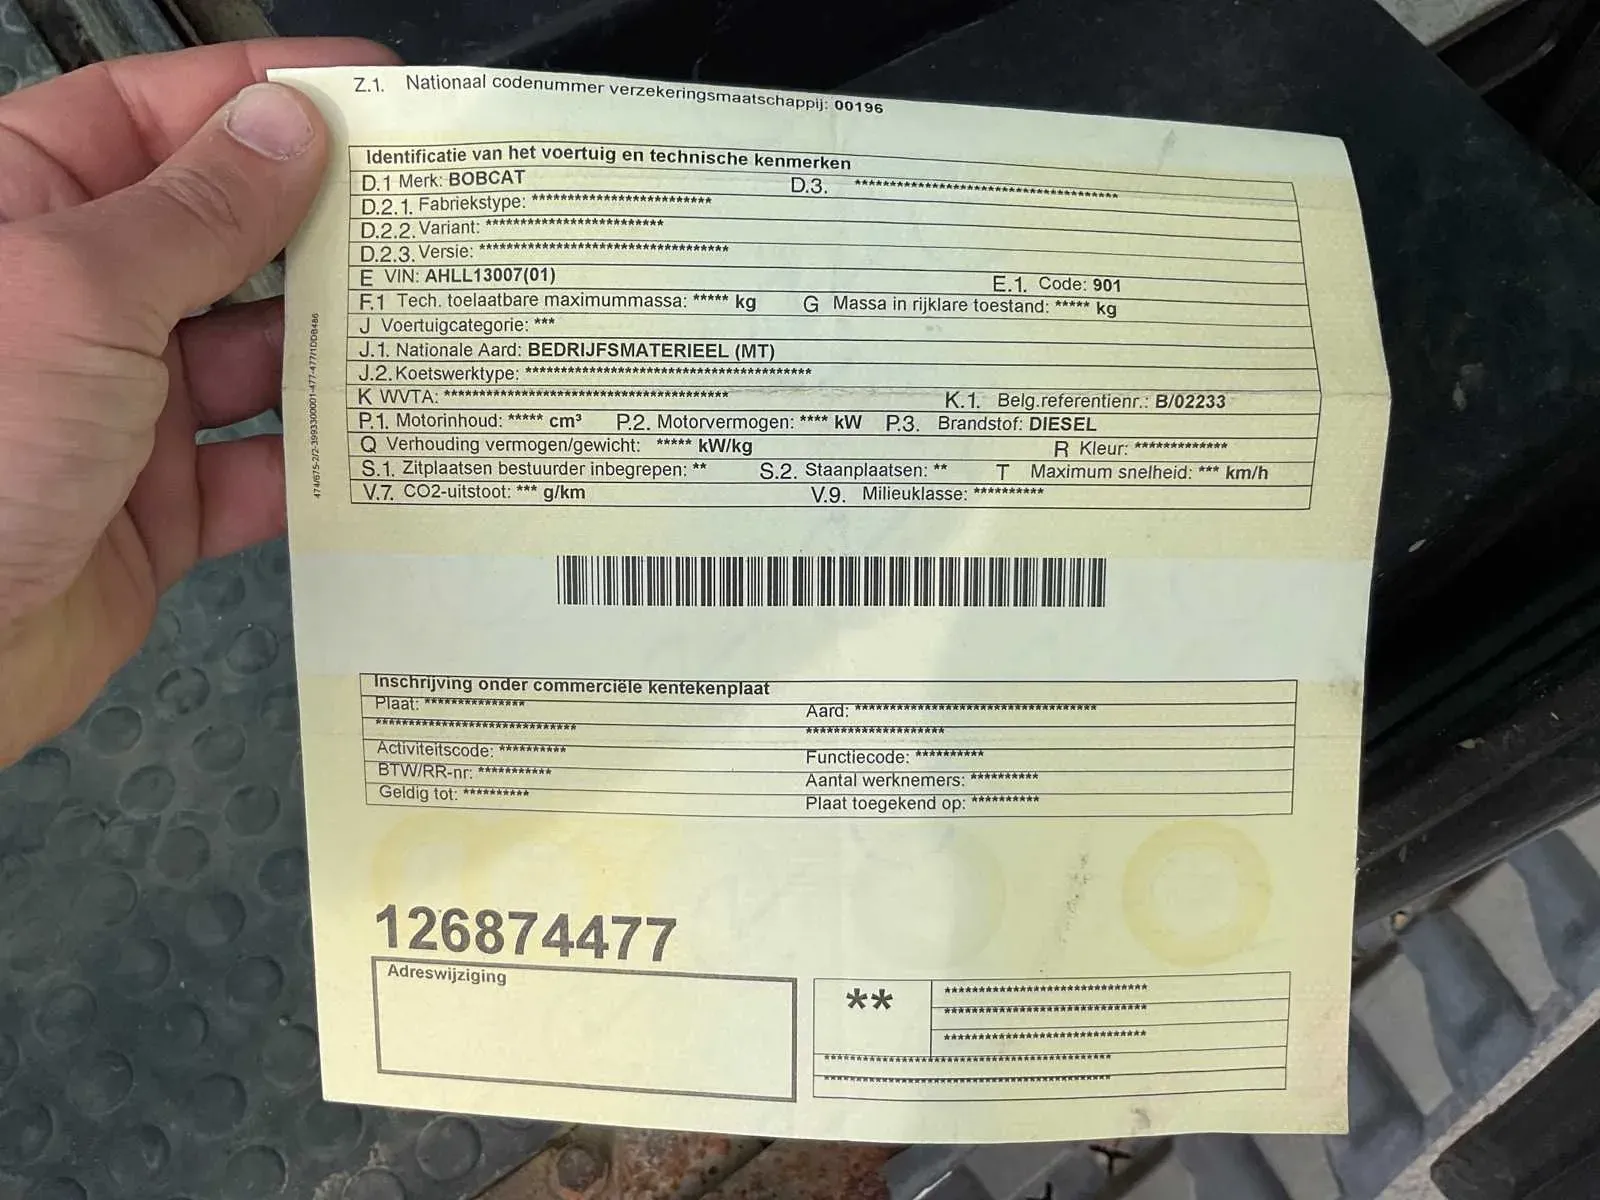 Z.1. Nationaal codenummer verzekeringsmaatschappij: 00196
Identificatie van het voertuig en technische kenmerken
D.1 Merk: BOBCAT D.3. *************************************
D.2.1. Fabriekstype: *************************
D.2.2. Variant: *************************
D.2.3. Versie: ***********************************
E VIN: AHLL13007(01) E.1. Code: 901
F.1 Tech. toelaatbare maximummassa: ***** kg G Massa in rijklare toestand: ***** kg
J Voertuigcategorie: ***
J.1. Nationale Aard: BEDRIJFSMATERIEEL (MT)
J.2. Koetswerktype: ****************************************
K WVTA: **************************************** K.1. Belg.referentienr.: B/02233
P.1. Motorinhoud: ***** cm³ P.2. Motorvermogen: **** kW P.3. Brandstof: DIESEL
Q Verhouding vermogen/gewicht: ***** kW/kg R Kleur: *************
S.1. Zitplaatsen bestuurder inbegrepen: ** S.2. Staanplaatsen: ** T Maximum snelheid: *** km/h
V.7. CO2-uitstoot: *** g/km V.9. Milieuklasse: **********
Inschrijving onder commerciële kentekenplaat
Plaat: *************** Aard: ***********************************
****************************** ********************
Activiteitscode: ********** Functiecode: **********
BTW/RR-nr: *********** Aantal werknemers: **********
Geldig tot: ********** Plaat toegekend op: **********
126874477
Adreswijziging
** ******************************
******************************
******************************
******************************************
******************************************